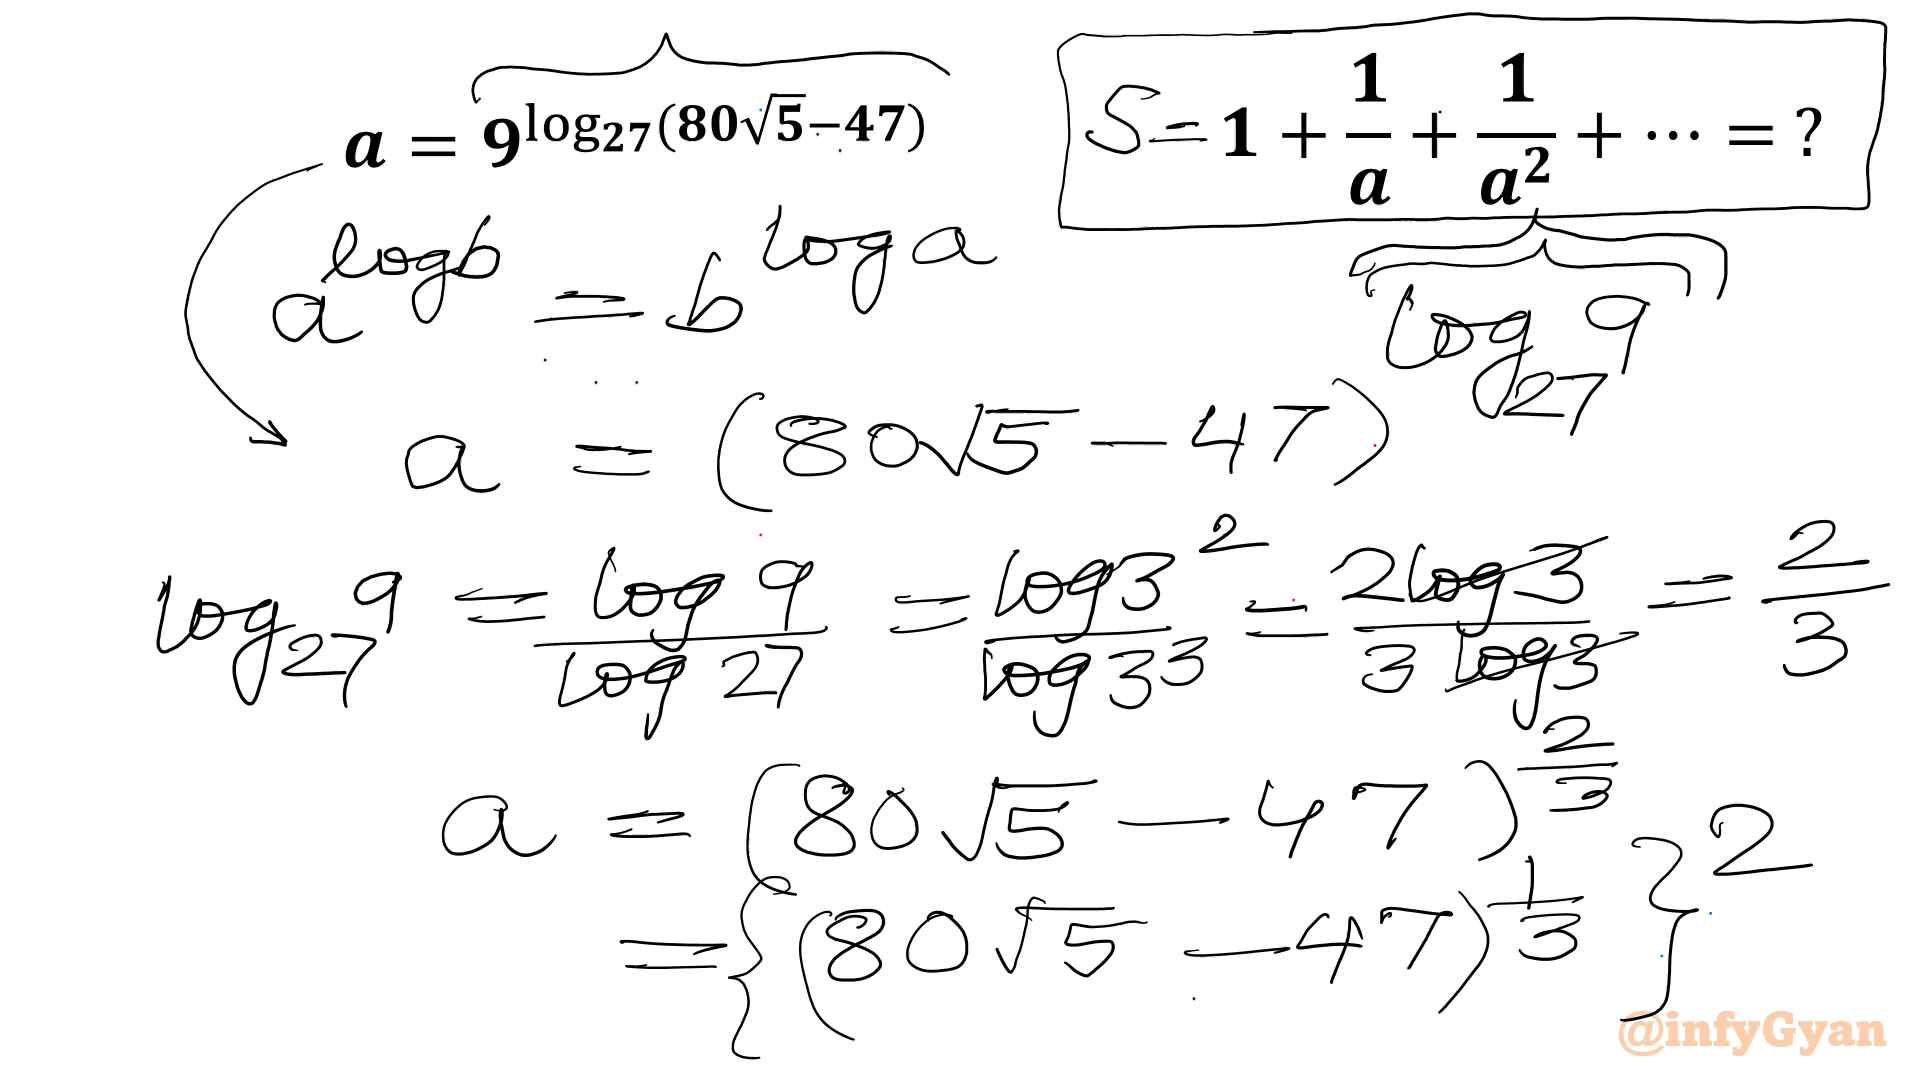 a = 9^{log₂₇(80√5−47)}
S = 1 + 1/a + 1/a² + ⋯ = ?
a^{log b} = b^{log a}
a = (80√5 − 47)^{log₂₇ 9}
log₂₇ 9 = log 9 / log 27 = log 3² / log 3³ = 2 log 3 / 3 log 3 = 2/3
a = (80√5 − 47)^{2/3}
= {(80√5 − 47)^{1/3}}²
@infyGyan